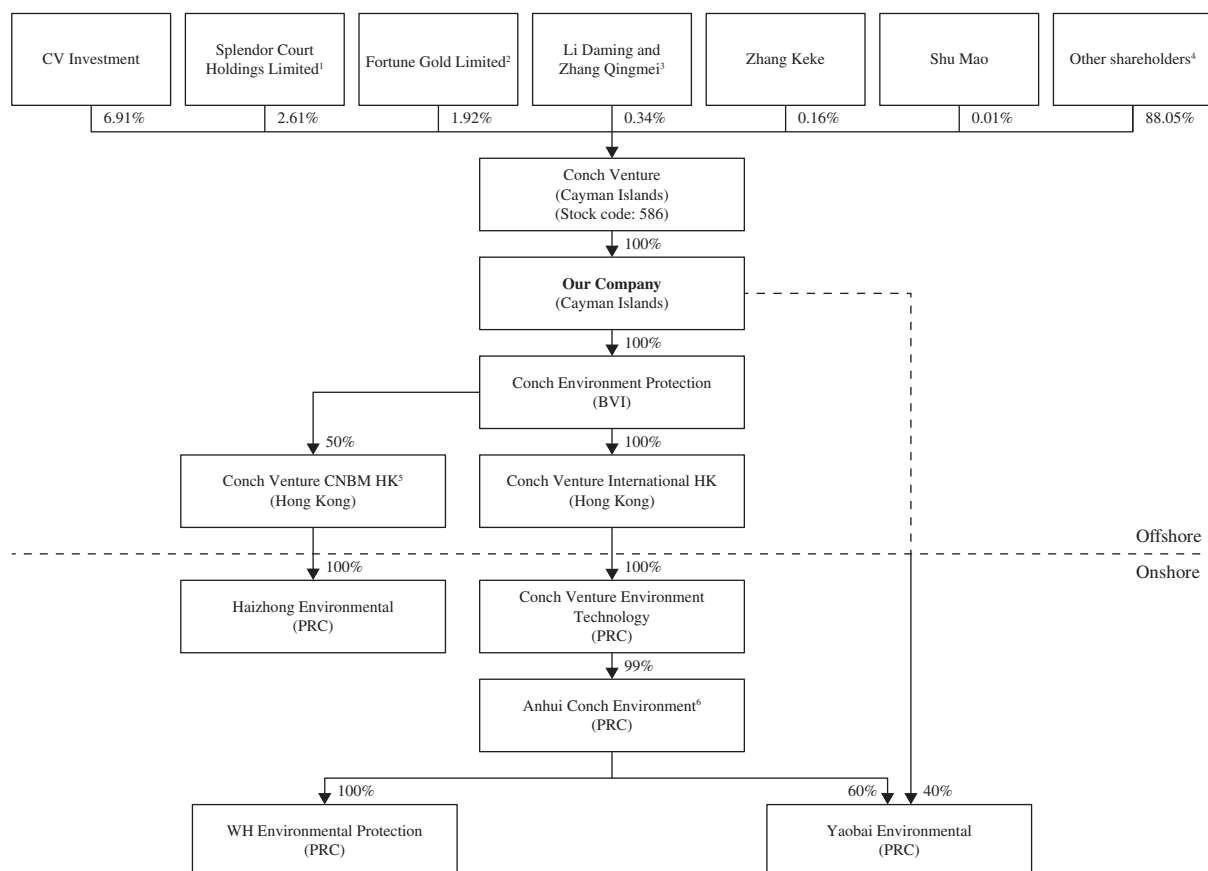 CV Investment
Splendor Court
Holdings Limited¹
Fortune Gold Limited²
Li Daming and
Zhang Qingmei³
Zhang Keke
Shu Mao
Other shareholders⁴
6.91%
2.61%
1.92%
0.34%
0.16%
0.01%
88.05%
Conch Venture
(Cayman Islands)
(Stock code: 586)
100%
Our Company
(Cayman Islands)
100%
Conch Environment Protection
(BVI)
50%
100%
Conch Venture CNBM HK⁵
(Hong Kong)
Conch Venture International HK
(Hong Kong)
Offshore
Onshore
100%
100%
Haizhong Environmental
(PRC)
Conch Venture Environment
Technology
(PRC)
99%
Anhui Conch Environment⁶
(PRC)
100%
60%
40%
WH Environmental Protection
(PRC)
Yaobai Environmental
(PRC)